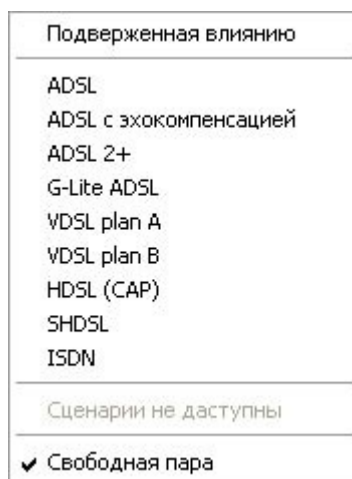 Подверженная влиянию
ADSL
ADSL с эхокомпенсацией
ADSL 2+
G-Lite ADSL
VDSL plan A
VDSL plan B
HDSL (CAP)
SHDSL
ISDN
Сценарии не даступны
Свободная пара